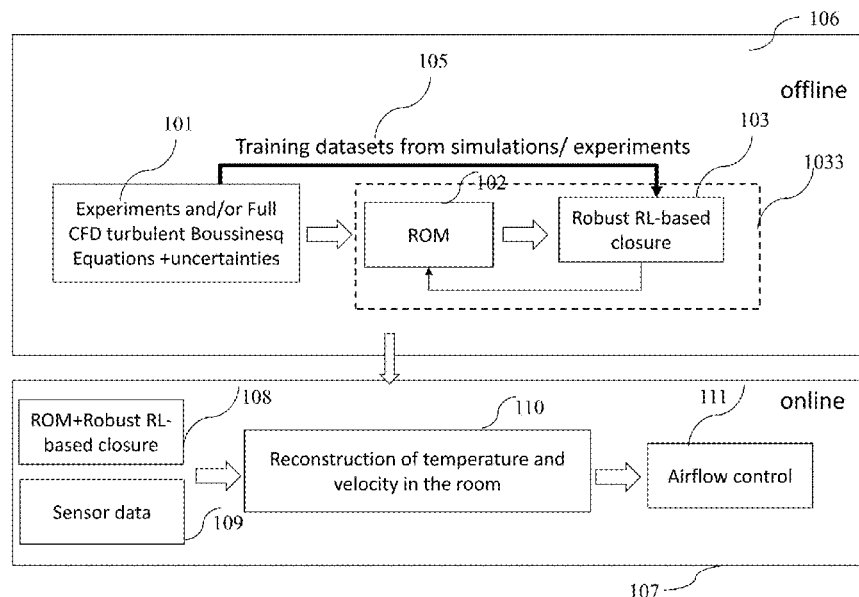 106
offline
105
101
Training datasets from simulations/ experiments
103
102
1033
Experiments and/or Full
CFD turbulent Boussinesq
Equations +uncertainties
ROM
Robust RL-based
closure
108
online
110
111
ROM+Robust RL-
based closure
Reconstruction of temperature and
velocity in the room
Airflow control
Sensor data
109
107